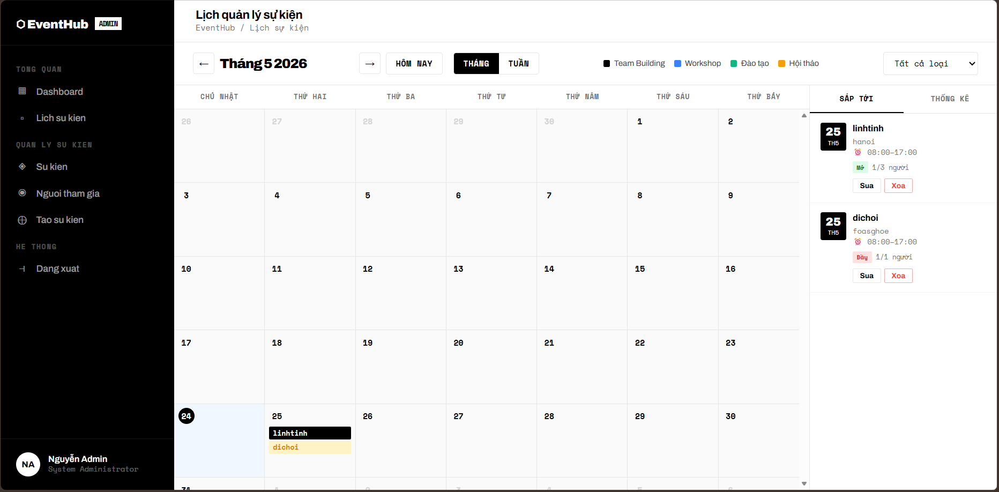 EventHub ADMIN
TONG QUAN
Dashboard
Lich su kien
QUAN LY SU KIEN
Su kien
Nguoi tham gia
Tao su kien
HE THONG
Dang xuat
NA
Nguyễn Admin
System Administrator
Lịch quản lý sự kiện
EventHub / Lịch sự kiện
← Tháng 5 2026 → HÔM NAY THÁNG TUẦN
Team Building Workshop Đào tạo Hội thảo
Tất cả loại
CHỦ NHẬT THỨ HAI THỨ BA THỨ TƯ THỨ NĂM THỨ SÁU THỨ BẢY
26 27 28 29 30 1 2
3 4 5 6 7 8 9
10 11 12 13 14 15 16
17 18 19 20 21 22 23
24 25 26 27 28 29 30
linhtinh
dichoi
31 1 2 3 4 5 6
SẮP TỚI THỐNG KÊ
25
TH5
linhtinh
hanoi
08:00–17:00
Mở 1/3 người
Sua Xoa
25
TH5
dichoi
foasghoe
08:00–17:00
Đầy 1/1 người
Sua Xoa